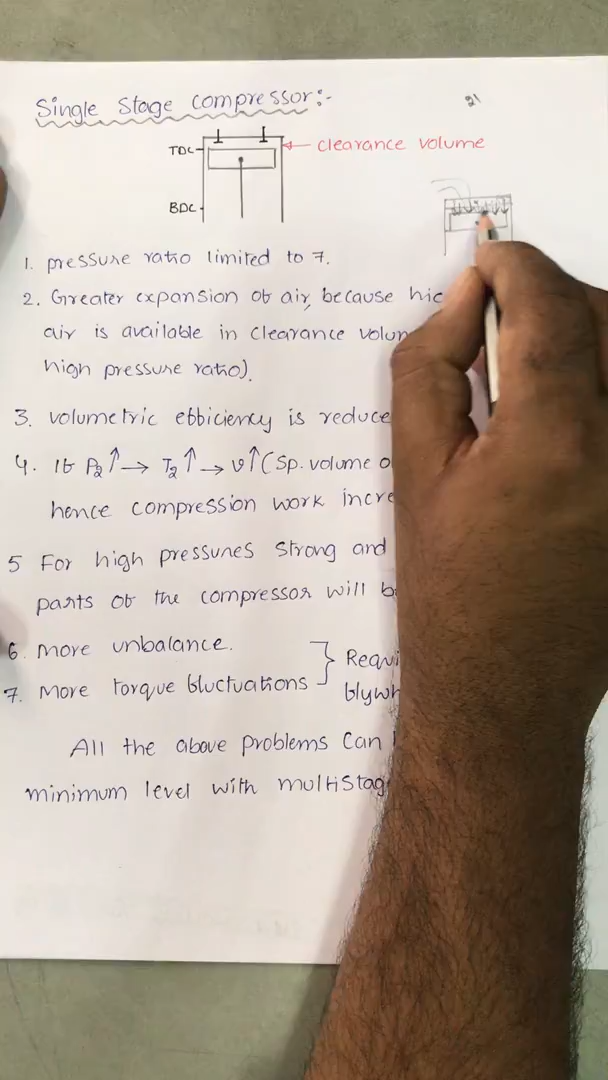 Single Stage compressor:-
21
TDC
clearance volume
BDC
1. pressure ratio limited to 7.
2. Greater expansion of air, because
air is available in clearance
high pressure ratio).
3. volumetric efficiency is
4. If P2↑ → T2↑ → v↑ (Sp. volume
hence compression work
5 For high pressures strong and
parts of the compressor will
6. more unbalance.
7. More torque fluctuations
All the above problems can
minimum level with